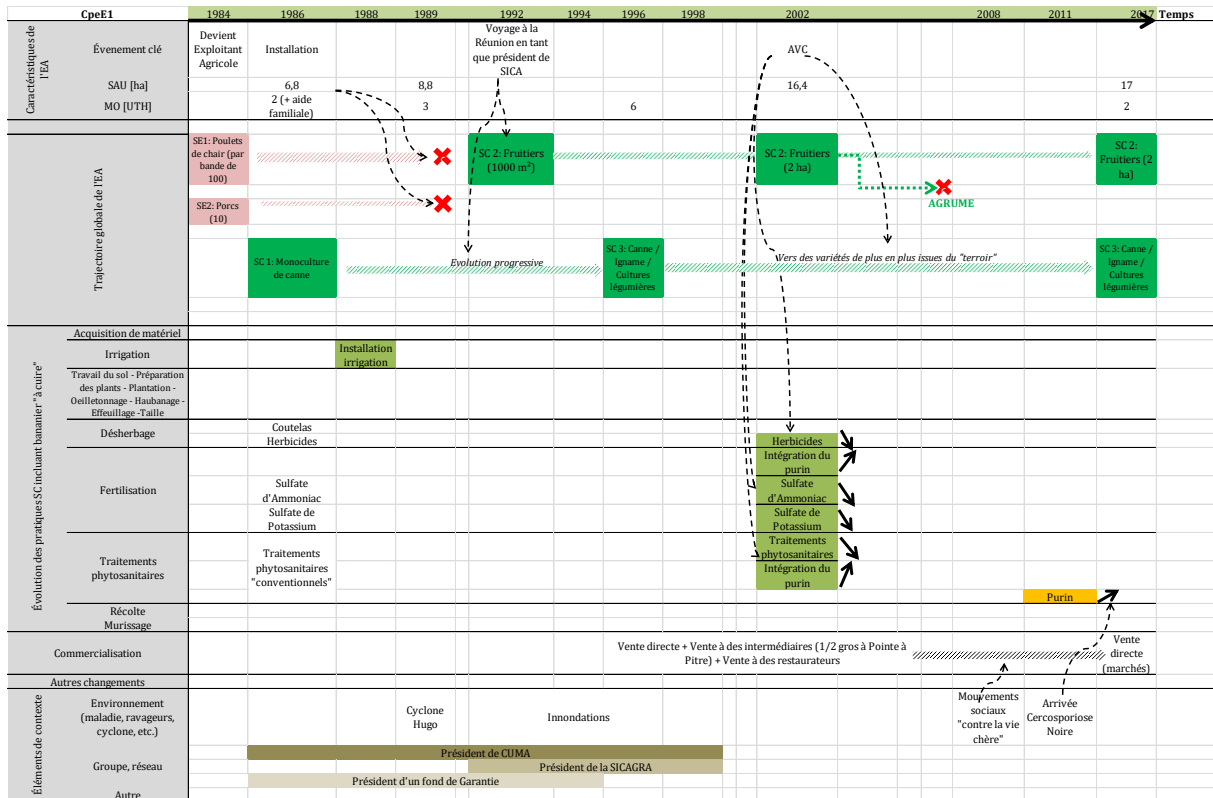 CpeE1 1984 1986 1988 1989 1992 1994 1996 1998 2002 2008 2011 2017 Temps
Caractéristiques de
l'EA
Évenement clé
Devient
Exploitant
Agricole
Installation
Voyage à la
Réunion en tant
que président de
SICA
AVC
SAU [ha] 6,8 8,8 16,4 17
MO [UTH]
2 (+ aide
familiale)
3 6 2
Trajectoire globale de l'EA
SE1: Poulets
de chair (par
bande de
100)
SC 2: Fruitiers
(1000 m²)
SC 2: Fruitiers
(2 ha)
SC 2:
Fruitiers (2
ha)
AGRUME
SE2: Porcs
(10)
SC 1: Monoculture
de canne
Evolution progressive
SC 3: Canne /
Igname /
Cultures
légumières
Vers des variétés de plus en plus issues du "terroir"
SC 3: Canne /
Igname /
Cultures
légumières
Évolution des pratiques SC incluant bananier "à cuire"
Acquisition de matériel
Irrigation
Installation
irrigation
Travail du sol - Préparation
des plants - Plantation -
Oeilletonnage - Haubanage -
Effeuillage -Taille
Désherbage
Coutelas
Herbicides
Herbicides
Fertilisation
Sulfate
d'Ammoniac
Sulfate de
Potassium
Intégration du
purin
Sulfate
d'Ammoniac
Sulfate de
Potassium
Traitements
phytosanitaires
Traitements
phytosanitaires
"conventionnels"
Traitements
phytosanitaires
Intégration du
purin
Purin
Récolte
Murissage
Commercialisation
Vente directe + Vente à des intermédiaires (1/2 gros à Pointe à
Pitre) + Vente à des restaurateurs
Vente
directe
(marchés)
Autres changements
Éléments de contexte
Environnement
(maladie, ravageurs,
cyclone, etc.)
Cyclone
Hugo
Innondations
Mouvements
sociaux
"contre la vie
chère"
Arrivée
Cercosporiose
Noire
Groupe, réseau
Président de CUMA
Président de la SICAGRA
Président d'un fond de Garantie
Autre